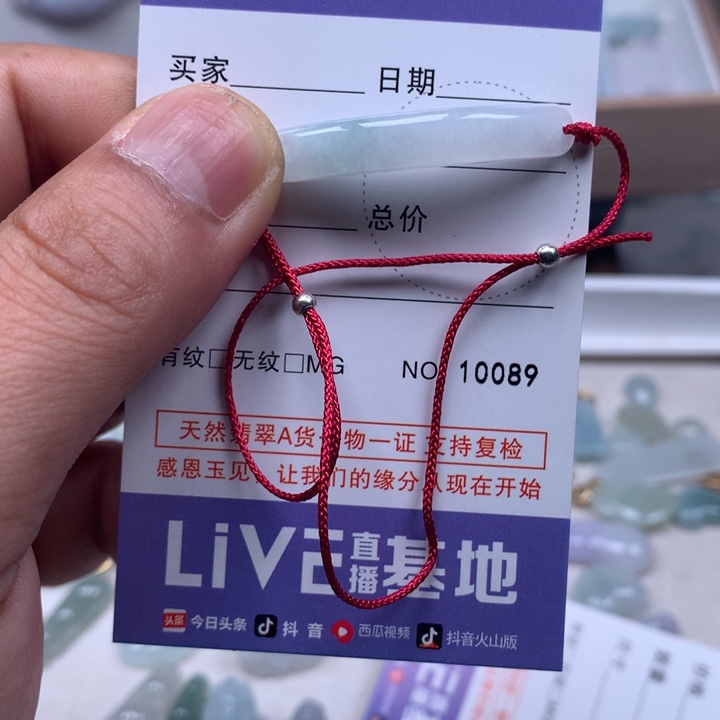 买家 日期
总价
有纹□无纹□MG NO 10089
天然翡翠A货一物一证 支持复检
感恩玉见 让我们的缘分从现在开始
LiVE直播基地
头条 今日头条 抖音 西瓜视频 抖音火山版